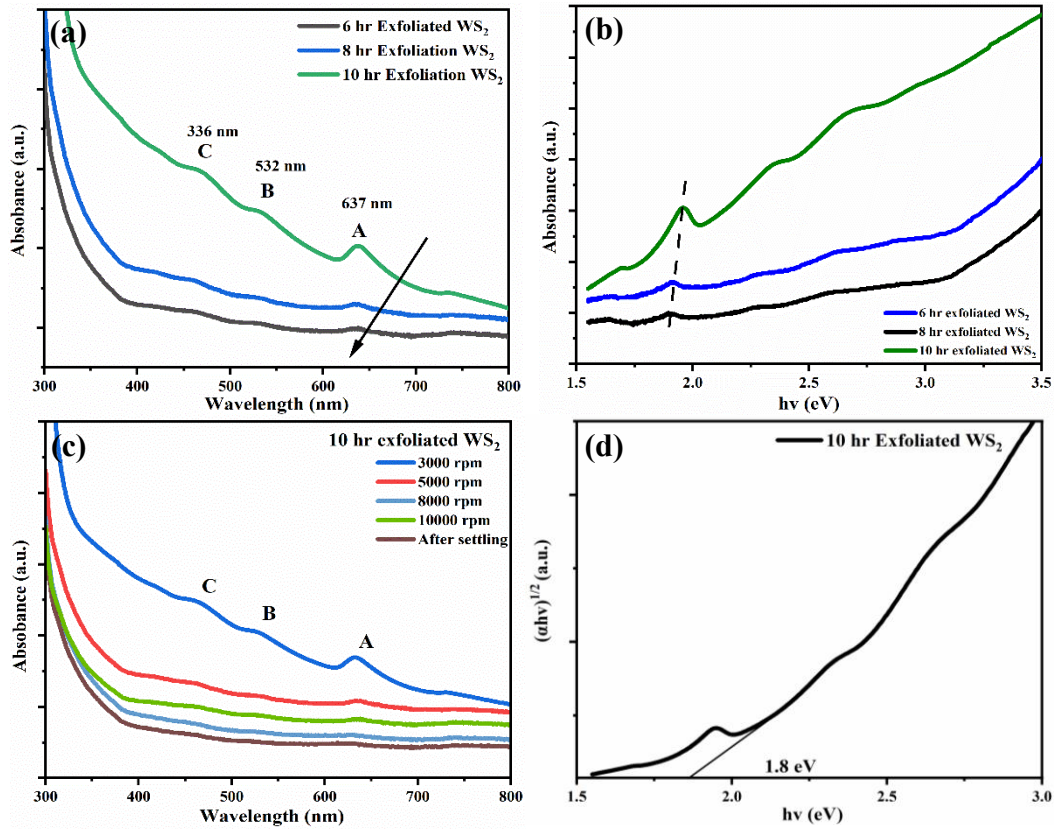 (a)
6 hr Exfoliated WS₂
8 hr Exfoliation WS₂
10 hr Exfoliation WS₂
336 nm
C
532 nm
B
637 nm
A
Absobance (a.u.)
300 400 500 600 700 800
Wavelength (nm)
(b)
Absorbance (a.u.)
6 hr exfoliated WS₂
8 hr exfoliated WS₂
10 hr exfoliated WS₂
1.5 2.0 2.5 3.0 3.5
hv (eV)
(c)
10 hr exfoliated WS₂
3000 rpm
5000 rpm
8000 rpm
10000 rpm
After settling
C
B
A
Absobance (a.u.)
300 400 500 600 700 800
Wavelength (nm)
(d)
10 hr Exfoliated WS₂
(αhv)¹/² (a.u.)
1.8 eV
1.5 2.0 2.5 3.0
hv (eV)